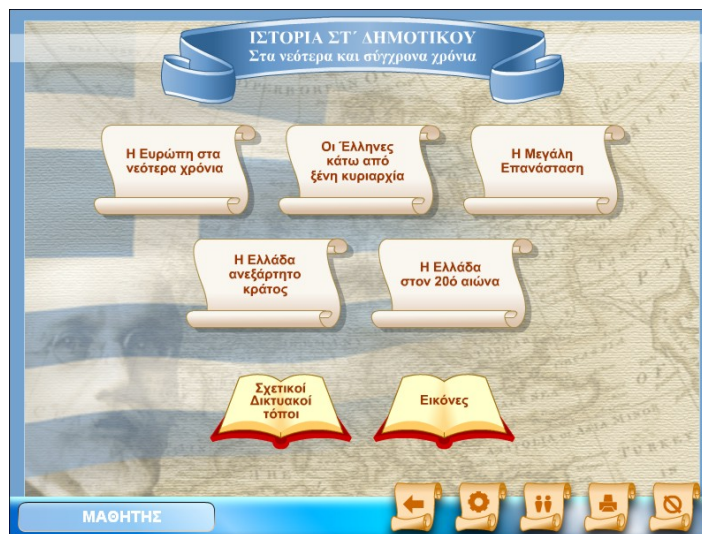 ΙΣΤΟΡΙΑ ΣΤ΄ ΔΗΜΟΤΙΚΟΥ
Στα νεότερα και σύγχρονα χρόνια
Η Ευρώπη στα
νεότερα χρόνια
Οι Έλληνες
κάτω από
ξένη κυριαρχία
Η Μεγάλη
Επανάσταση
Η Ελλάδα
ανεξάρτητο
κράτος
Η Ελλάδα
στον 20ό αιώνα
Σχετικοί
Δικτυακοί
τόποι
Εικόνες
ΜΑΘΗΤΗΣ